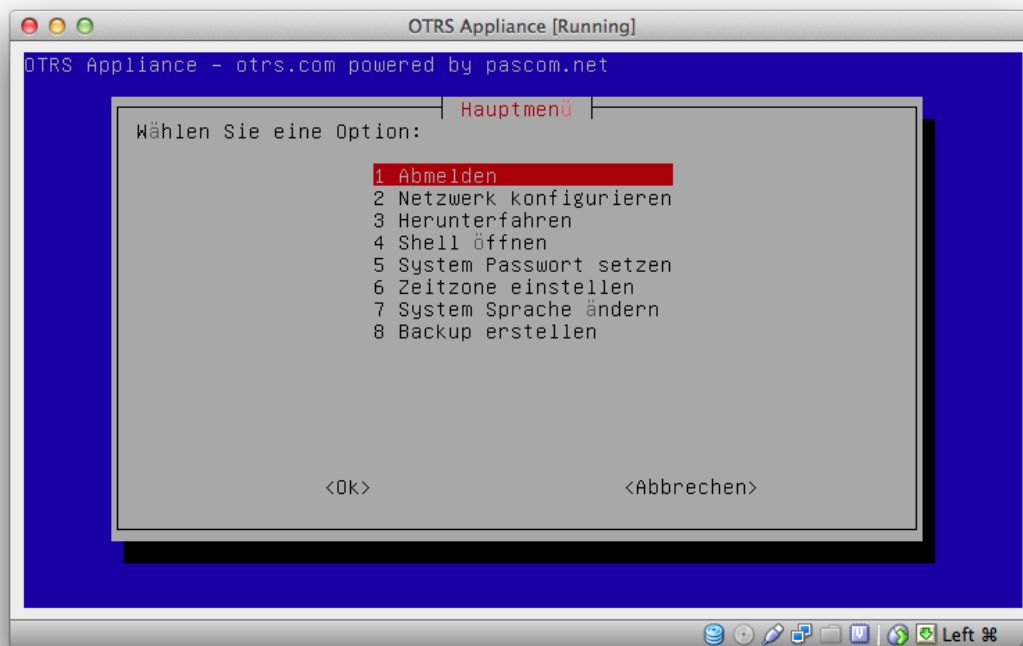 OTRS Appliance [Running]
OTRS Appliance - otrs.com powered by pascom.net
Hauptmenü
Wählen Sie eine Option:
1 Abmelden
2 Netzwerk konfigurieren
3 Herunterfahren
4 Shell öffnen
5 System Passwort setzen
6 Zeitzone einstellen
7 System Sprache ändern
8 Backup erstellen
<Ok> <Abbrechen>
Left ⌘